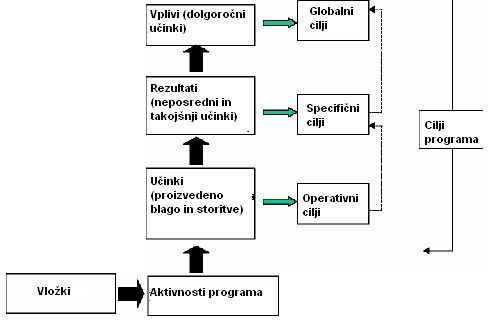 Vplivi (dolgoročni
učinki)
Globalni
cilji
Rezultati
(neposredni in
takojšnji učinki)
Specifični
cilji
Cilji
programa
Učinki
(proizvedeno
blago in storitve)
Operativni
cilji
Vložki
Aktivnosti programa